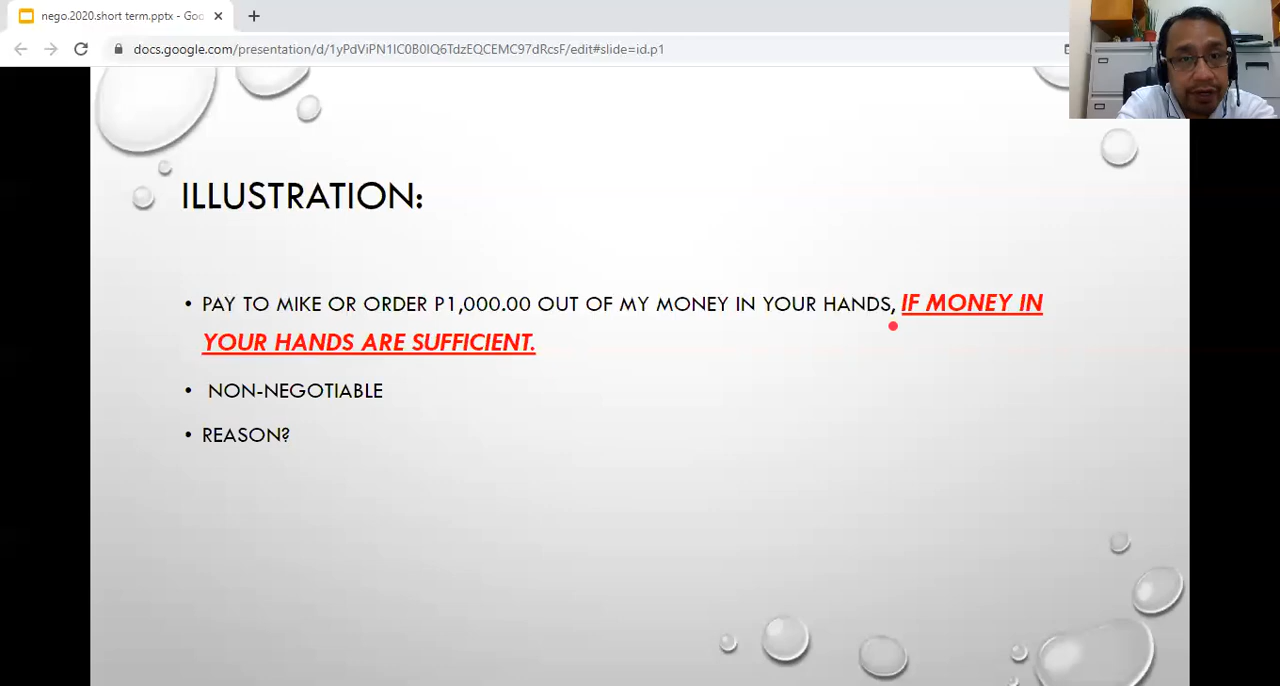 nego.2020.short term.pptx - Goo
docs.google.com/presentation/d/1yPdViPN1lC0B0IQ6TdzEQCEMC97dRcsF/edit#slide=id.p1
ILLUSTRATION:
• PAY TO MIKE OR ORDER P1,000.00 OUT OF MY MONEY IN YOUR HANDS, IF MONEY IN
YOUR HANDS ARE SUFFICIENT.
• NON-NEGOTIABLE
• REASON?